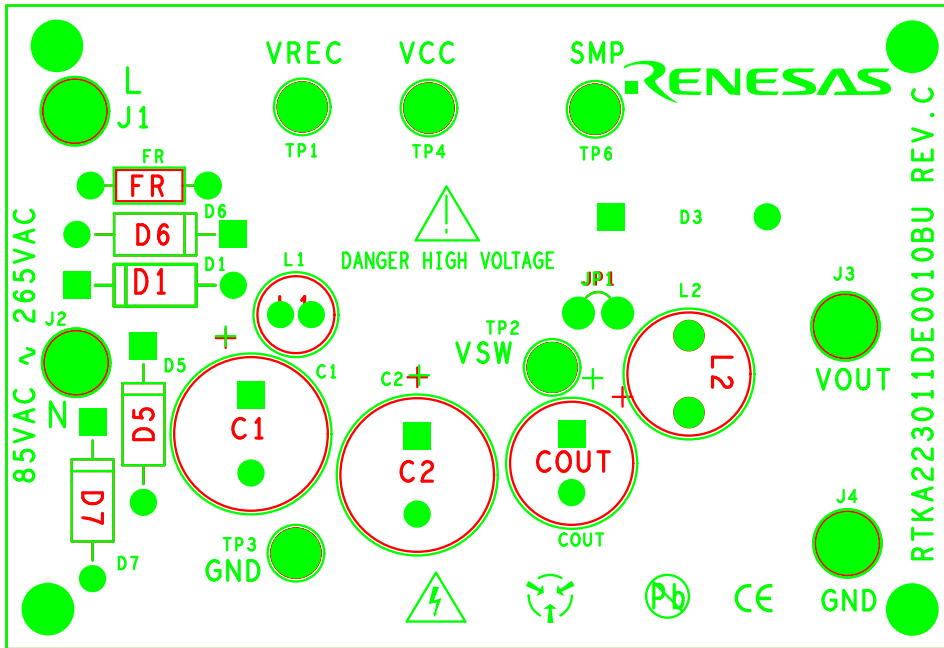 VREC
VCC
SMP
RENESAS
L
J1
TP1
TP4
TP6
FR
FR
D6
D6
D3
D1
D1
L1
DANGER HIGH VOLTAGE
JP1
L2
J3
85VAC ~ 265VAC
J2
TP2
VSW
L2
VOUT
D5
C1
C2
N
D5
C1
C2
COUT
D7
J4
TP3
GND
COUT
D7
Pb
CE
GND
RTKA223011DE0010BU REV.C